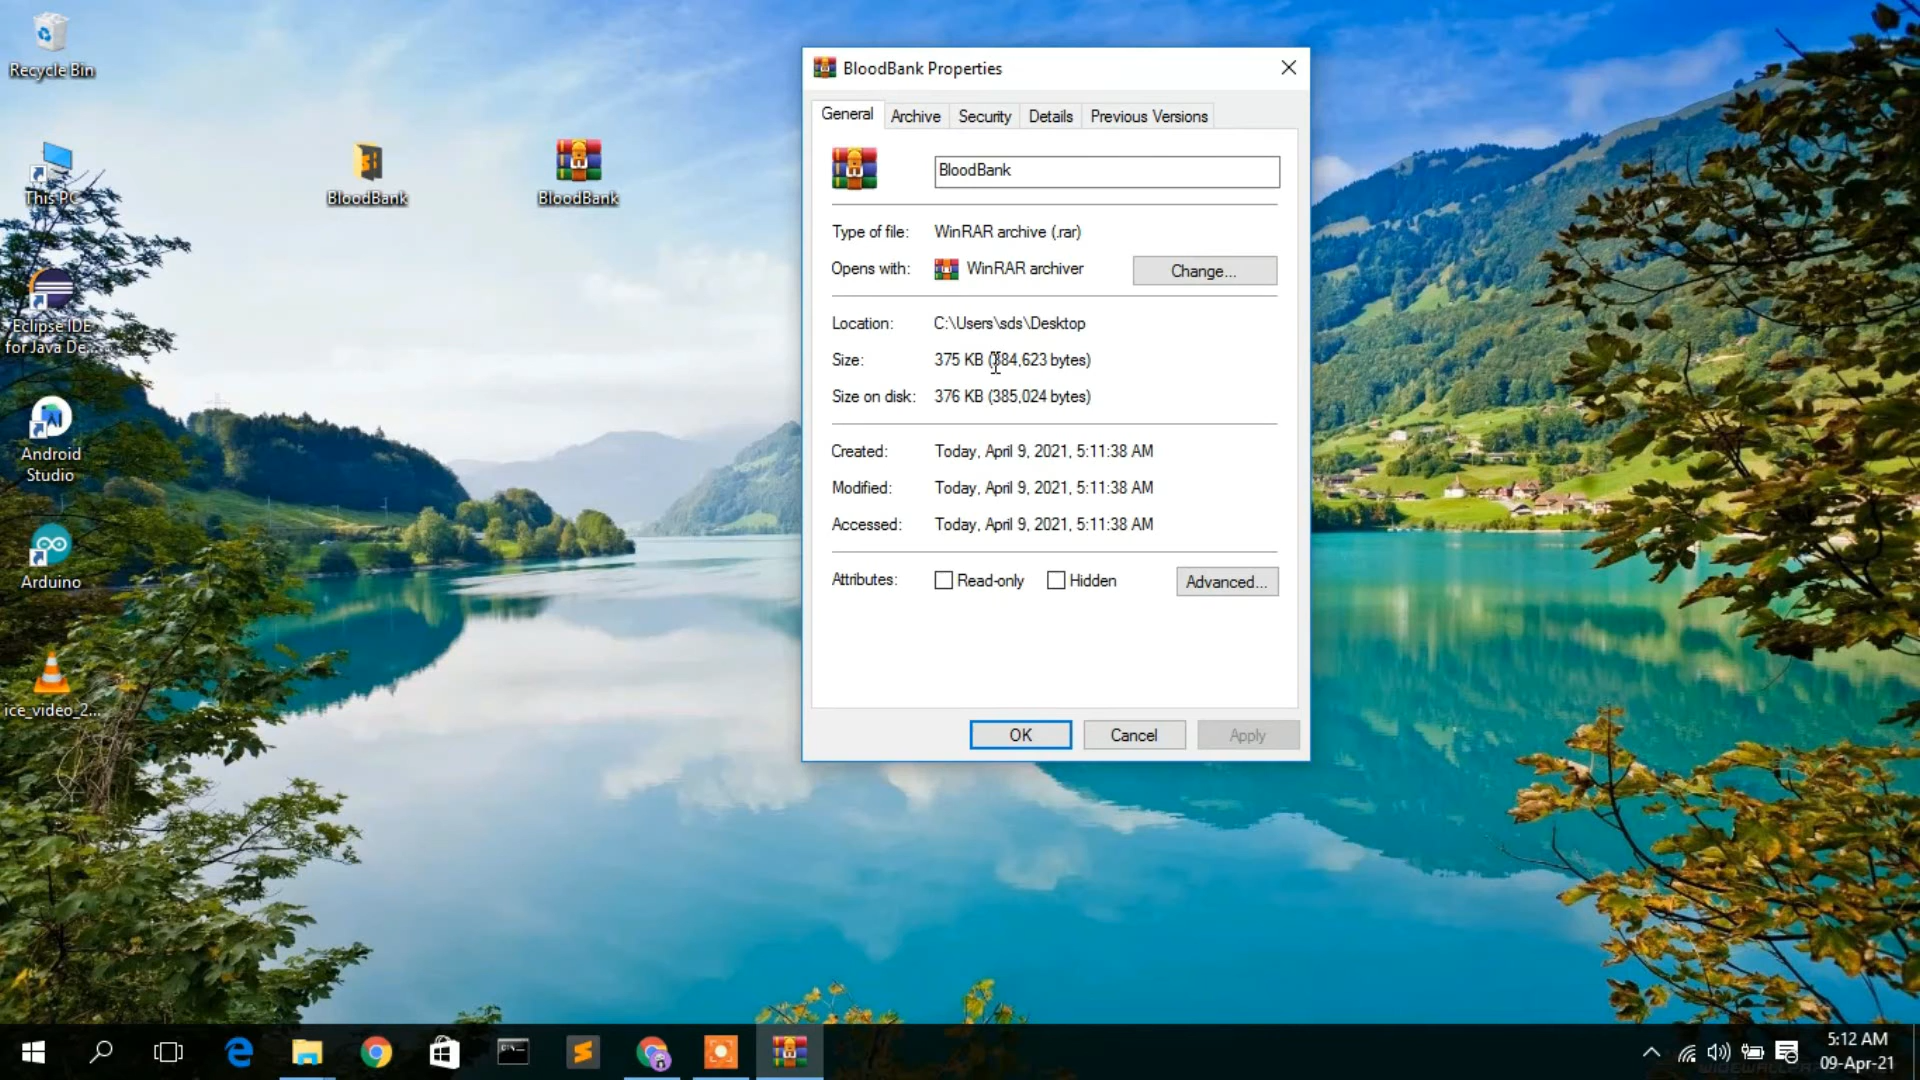 Recycle Bin
This PC
BloodBank
BloodBank
Eclipse IDE
for Java De...
Android
Studio
Arduino
ice_video_2...
BloodBank Properties
General
Archive
Security
Details
Previous Versions
BloodBank
Type of file:
WinRAR archive (.rar)
Opens with:
WinRAR archiver
Change...
Location:
C:\Users\sds\Desktop
Size:
375 KB (384,623 bytes)
Size on disk:
376 KB (385,024 bytes)
Created:
Today, April 9, 2021, 5:11:38 AM
Modified:
Today, April 9, 2021, 5:11:38 AM
Accessed:
Today, April 9, 2021, 5:11:38 AM
Attributes:
Read-only
Hidden
Advanced...
OK
Cancel
Apply
5:12 AM
09-Apr-21